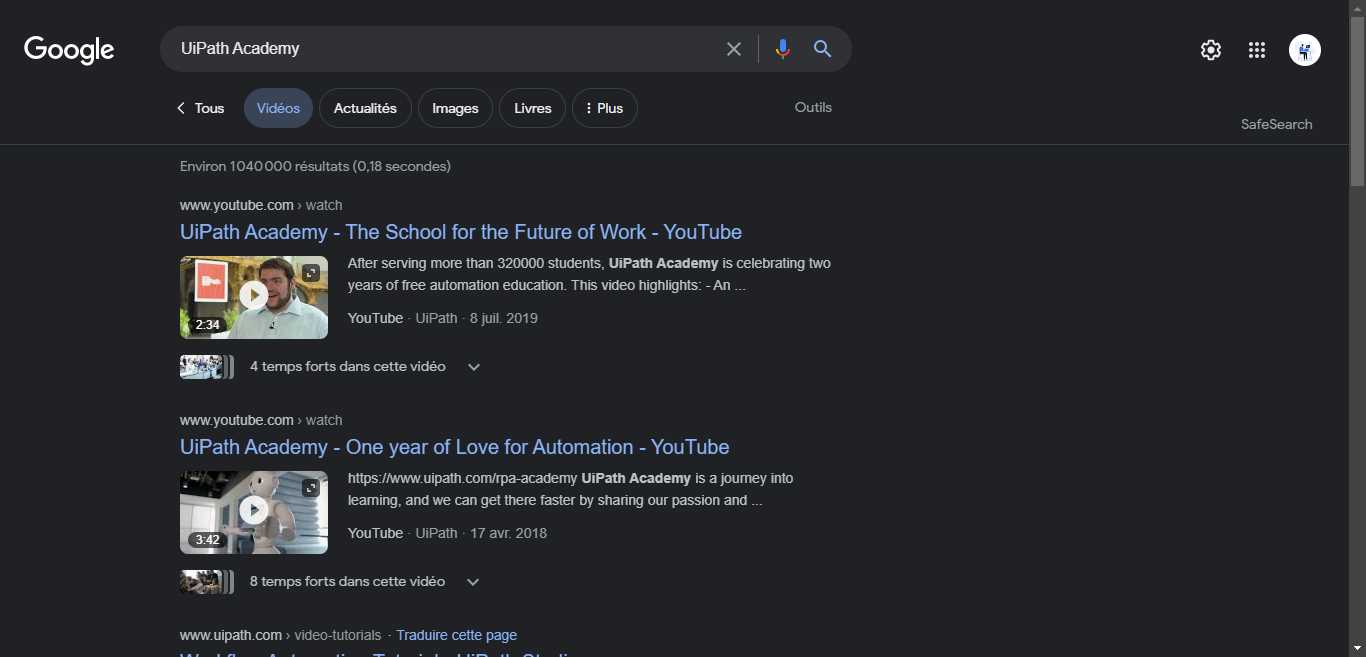 Google
UiPath Academy
Tous
Vidéos
Actualités
Images
Livres
Plus
Outils
SafeSearch
Environ 1 040 000 résultats (0,18 secondes)
www.youtube.com › watch
UiPath Academy - The School for the Future of Work - YouTube
After serving more than 320000 students, UiPath Academy is celebrating two
years of free automation education. This video highlights: - An ...
2:34
YouTube · UiPath · 8 juil. 2019
4 temps forts dans cette vidéo
www.youtube.com › watch
UiPath Academy - One year of Love for Automation - YouTube
https://www.uipath.com/rpa-academy UiPath Academy is a journey into
learning, and we can get there faster by sharing our passion and ...
3:42
YouTube · UiPath · 17 avr. 2018
8 temps forts dans cette vidéo
www.uipath.com › video-tutorials · Traduire cette page